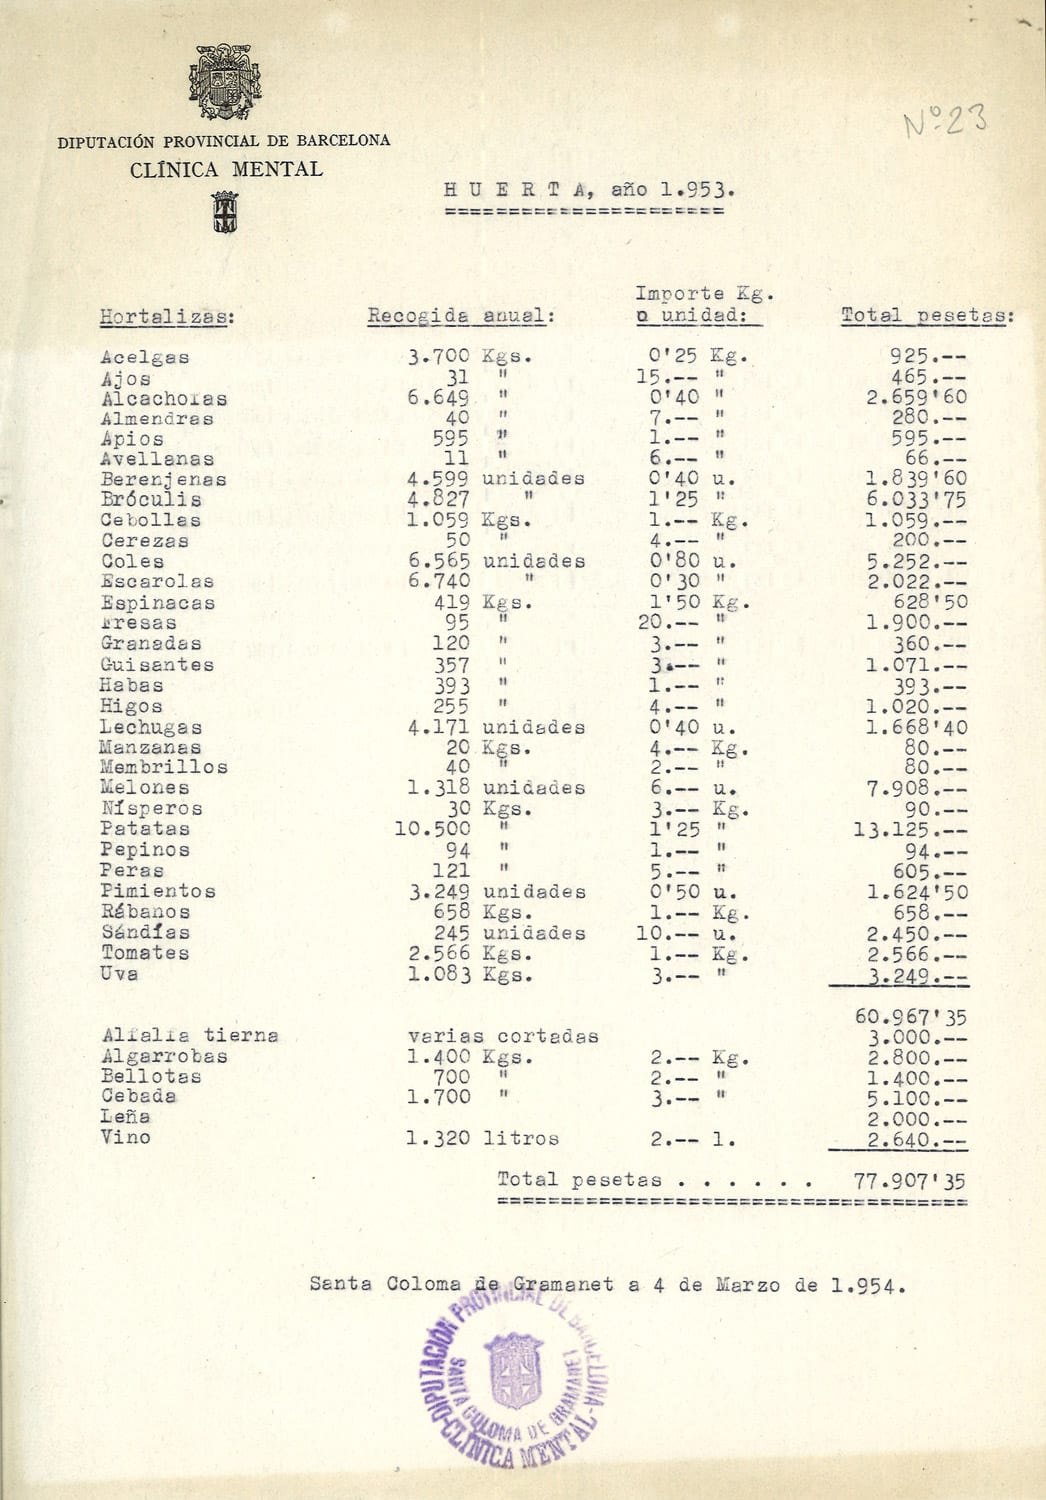 DIPUTACIÓN PROVINCIAL DE BARCELONA
CLÍNICA MENTAL
Nº 23
H U E R T A, año 1.953.
Hortalizas: Recogida anual: Importe Kg. o unidad: Total pesetas:
Acelgas 3.700 Kgs. 0'25 Kg. 925.--
Ajos 31 " 15.-- " 465.--
Alcachofas 6.649 " 0'40 " 2.659'60
Almendras 40 " 7.-- " 280.--
Apios 595 " 1.-- " 595.--
Avellanas 11 " 6.-- " 66.--
Berenjenas 4.599 unidades 0'40 u. 1.839'60
Bróculis 4.827 " 1'25 " 6.033'75
Cebollas 1.059 Kgs. 1.-- Kg. 1.059.--
Cerezas 50 " 4.-- " 200.--
Coles 6.565 unidades 0'80 u. 5.252.--
Escarolas 6.740 " 0'30 " 2.022.--
Espinacas 419 Kgs. 1'50 Kg. 628'50
Fresas 95 " 20.-- " 1.900.--
Granadas 120 " 3.-- " 360.--
Guisantes 357 " 3.-- " 1.071.--
Habas 393 " 1.-- " 393.--
Higos 255 " 4.-- " 1.020.--
Lechugas 4.171 unidades 0'40 u. 1.668'40
Manzanas 20 Kgs. 4.-- Kg. 80.--
Membrillos 40 " 2.-- " 80.--
Melones 1.318 unidades 6.-- u. 7.908.--
Nísperos 30 Kgs. 3.-- Kg. 90.--
Patatas 10.500 " 1'25 " 13.125.--
Pepinos 94 " 1.-- " 94.--
Peras 121 " 5.-- " 605.--
Pimientos 3.249 unidades 0'50 u. 1.624'50
Rábanos 658 Kgs. 1.-- Kg. 658.--
Sándías 245 unidades 10.-- u. 2.450.--
Tomates 2.566 Kgs. 1.-- Kg. 2.566.--
Uva 1.083 Kgs. 3.-- " 3.249.--
60.967'35
Alfalfa tierna varias cortadas 3.000.--
Algarrobas 1.400 Kgs. 2.-- Kg. 2.800.--
Bellotas 700 " 2.-- " 1.400.--
Cebada 1.700 " 3.-- " 5.100.--
Leña 2.000.--
Vino 1.320 litros 2.-- l. 2.640.--
Total pesetas . . . . . . 77.907'35
Santa Coloma de Gramanet a 4 de Marzo de 1.954.
DIPUTACIÓN PROVINCIAL DE BARCELONA
SANTA COLOMA DE GRAMANET
-CLÍNICA MENTAL-